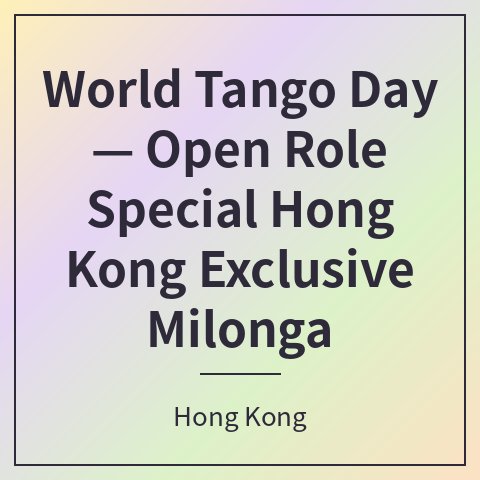 World Tango Day
— Open Role
Special Hong
Kong Exclusive
Milonga
Hong Kong